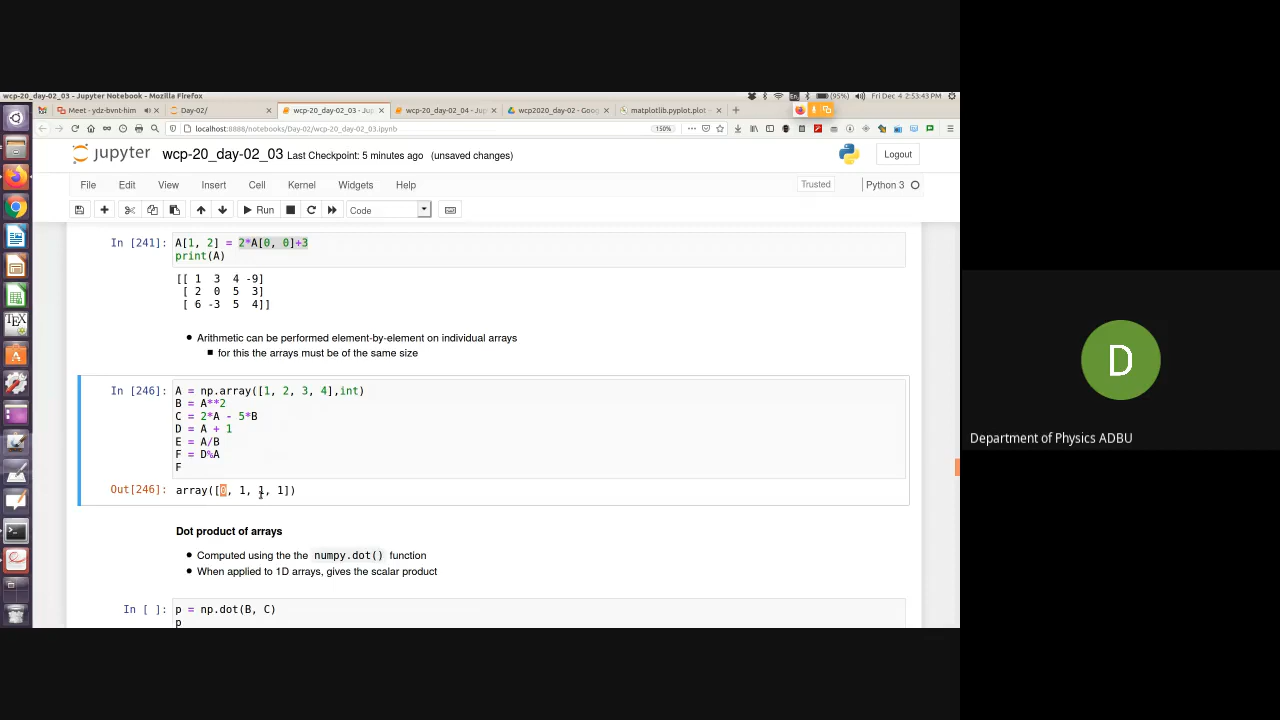 wcp-20_day-02_03 - Jupyter Notebook - Mozilla Firefox
En
(95%)
Fri Dec 4 2:53:43 PM
Meet - ydz-bvnt-him
Day-02/
wcp-20_day-02_03 - Jup
wcp-20_day-02_04 - Jup
wcp2020_day-02 - Goo
matplotlib.pyplot.plot
localhost:8888/notebooks/Day-02/wcp-20_day-02_03.ipynb
150%
jupyter wcp-20_day-02_03 Last Checkpoint: 5 minutes ago (unsaved changes)
Logout
File Edit View Insert Cell Kernel Widgets Help
Trusted
Python 3
Run
Code
In [241]: A[1, 2] = 2*A[0, 0]+3
print(A)
[[ 1 3 4 -9]
[ 2 0 5 3]
[ 6 -3 5 4]]
• Arithmetic can be performed element-by-element on individual arrays
▪ for this the arrays must be of the same size
In [246]: A = np.array([1, 2, 3, 4],int)
B = A**2
C = 2*A - 5*B
D = A + 1
E = A/B
F = D%A
F
Out[246]: array([0, 1, 1, 1])
Dot product of arrays
• Computed using the the numpy.dot() function
• When applied to 1D arrays, gives the scalar product
In [ ]: p = np.dot(B, C)
p
D
Department of Physics ADBU